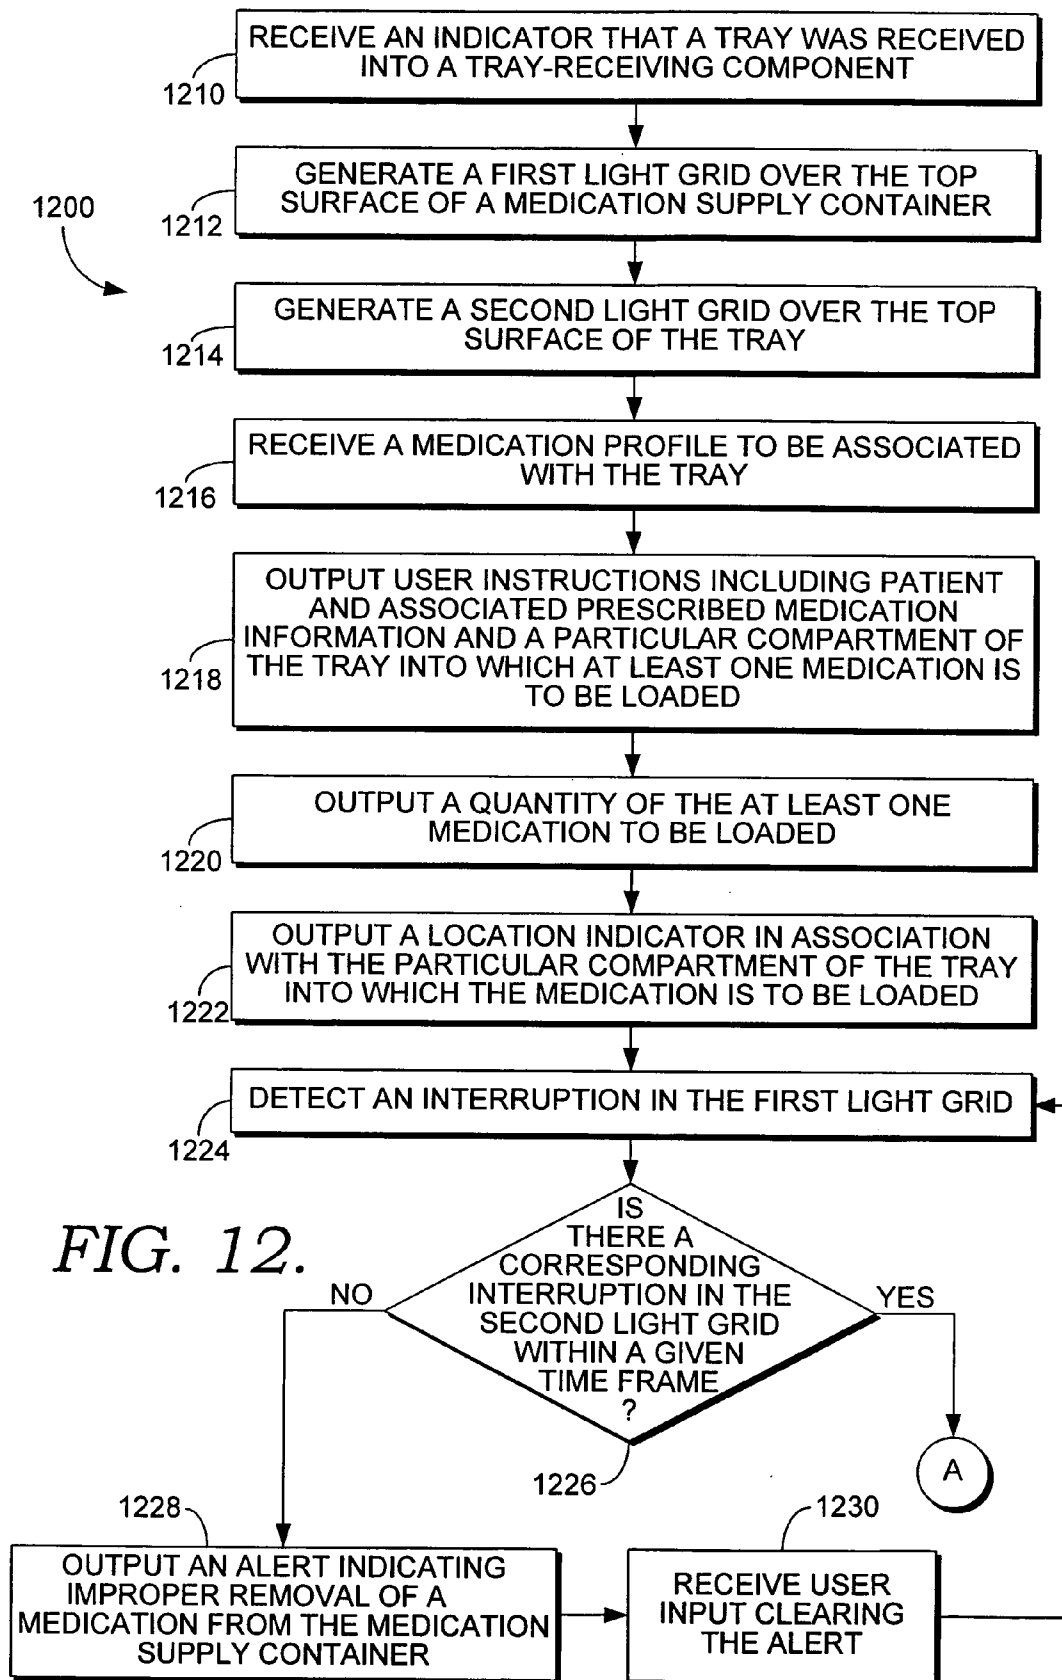 RECEIVE AN INDICATOR THAT A TRAY WAS RECEIVED
INTO A TRAY-RECEIVING COMPONENT
1210
GENERATE A FIRST LIGHT GRID OVER THE TOP
SURFACE OF A MEDICATION SUPPLY CONTAINER
1212
1200
GENERATE A SECOND LIGHT GRID OVER THE TOP
SURFACE OF THE TRAY
1214
RECEIVE A MEDICATION PROFILE TO BE ASSOCIATED
WITH THE TRAY
1216
OUTPUT USER INSTRUCTIONS INCLUDING PATIENT
AND ASSOCIATED PRESCRIBED MEDICATION
INFORMATION AND A PARTICULAR COMPARTMENT OF
THE TRAY INTO WHICH AT LEAST ONE MEDICATION IS
TO BE LOADED
1218
OUTPUT A QUANTITY OF THE AT LEAST ONE
MEDICATION TO BE LOADED
1220
OUTPUT A LOCATION INDICATOR IN ASSOCIATION
WITH THE PARTICULAR COMPARTMENT OF THE TRAY
INTO WHICH THE MEDICATION IS TO BE LOADED
1222
DETECT AN INTERRUPTION IN THE FIRST LIGHT GRID
1224
FIG. 12.
IS
THERE A
CORRESPONDING
INTERRUPTION IN THE
SECOND LIGHT GRID
WITHIN A GIVEN
TIME FRAME
?
NO
YES
1226
A
1228
OUTPUT AN ALERT INDICATING
IMPROPER REMOVAL OF A
MEDICATION FROM THE MEDICATION
SUPPLY CONTAINER
1230
RECEIVE USER
INPUT CLEARING
THE ALERT